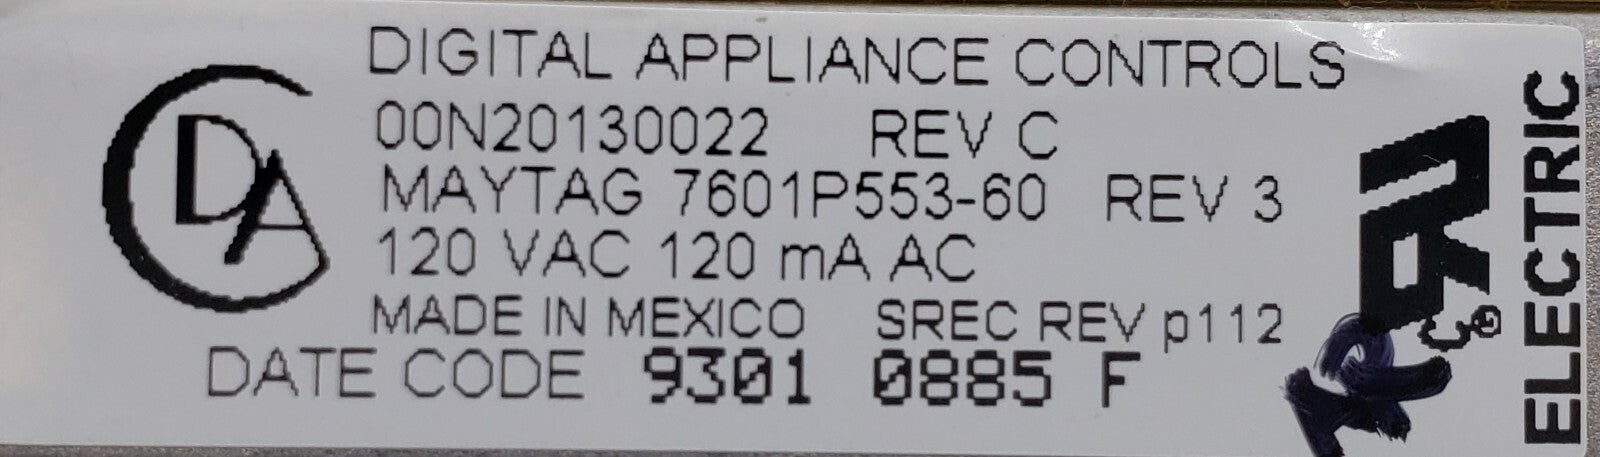 DIGITAL APPLIANCE CONTROLS
00N20130022 REV C
MAYTAG 7601P553-60 REV 3
120 VAC 120 mA AC
MADE IN MEXICO SREC REV p112
DATE CODE 9301 0885 F
DA
ELECTRIC